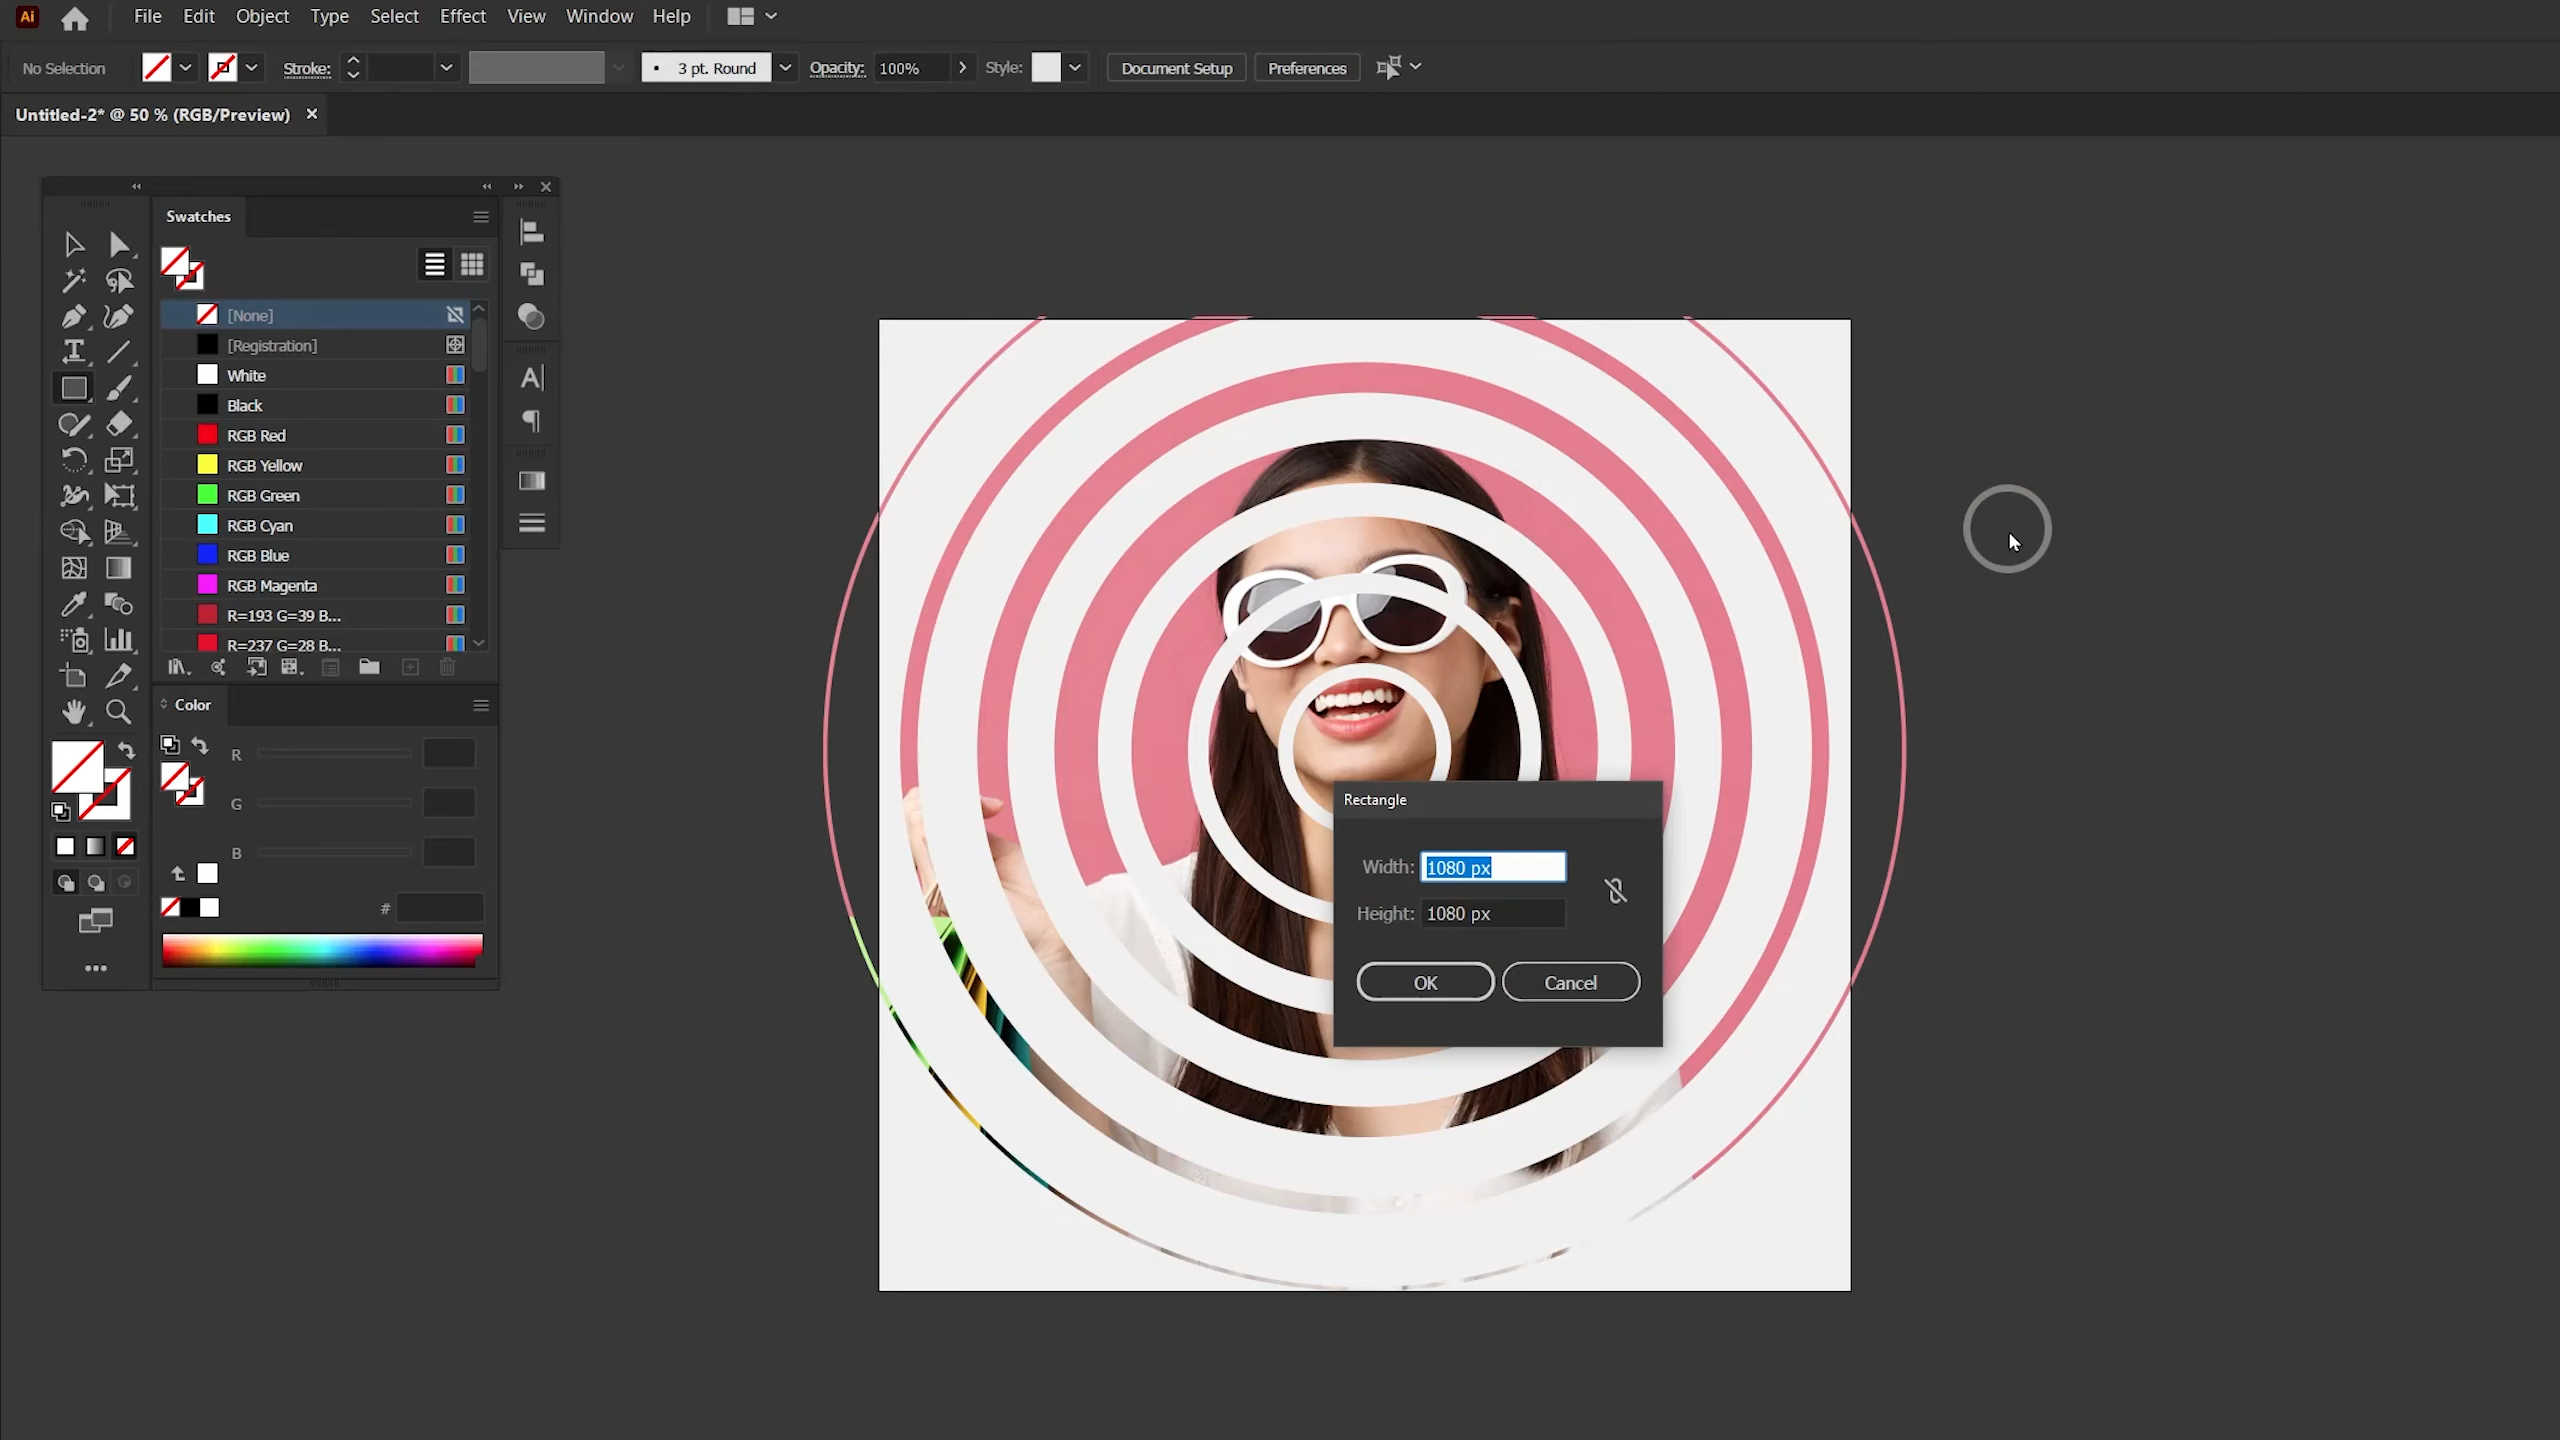 Ai
File Edit Object Type Select Effect View Window Help
No Selection Stroke: 3 pt. Round Opacity: 100% Style: Document Setup Preferences
Untitled-2* @ 50 % (RGB/Preview) ×
Swatches
[None]
[Registration]
White
Black
RGB Red
RGB Yellow
RGB Green
RGB Cyan
RGB Blue
RGB Magenta
R=193 G=39 B...
R=237 G=28 B...
Color
R
G
B
#
Rectangle
Width: 1080 px
Height: 1080 px
OK Cancel